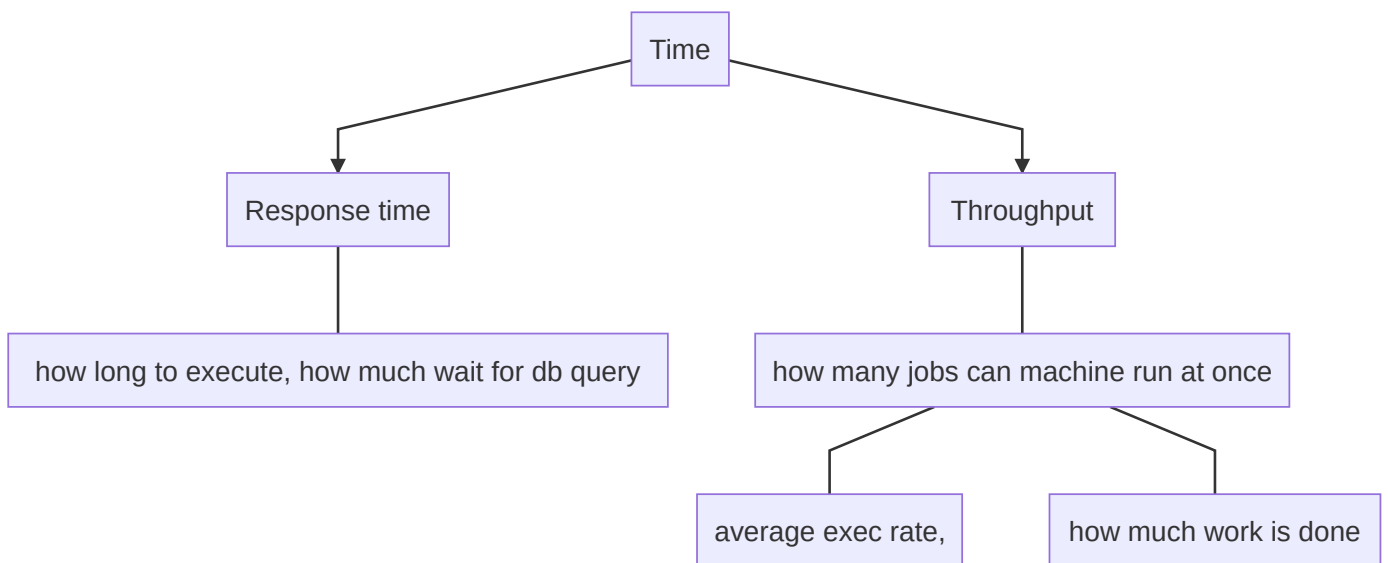 Time
Response time
Throughput
how long to execute, how much wait for db query
how many jobs can machine run at once
average exec rate,
how much work is done